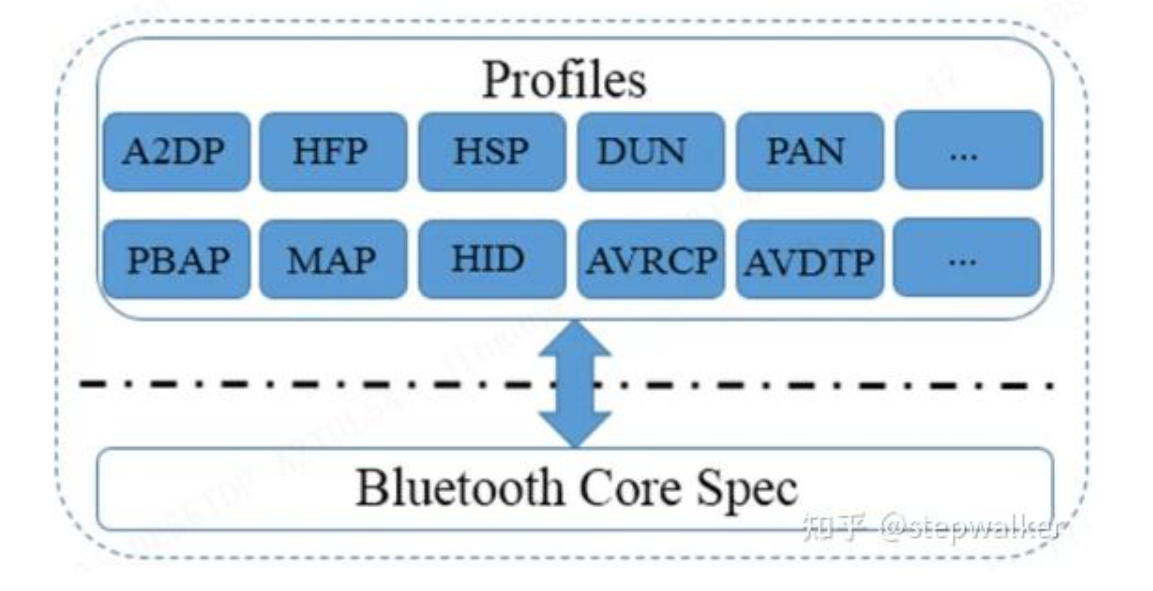 Profiles
A2DP HFP HSP DUN PAN ...
PBAP MAP HID AVRCP AVDTP ...
Bluetooth Core Spec
知乎 @stepwalker